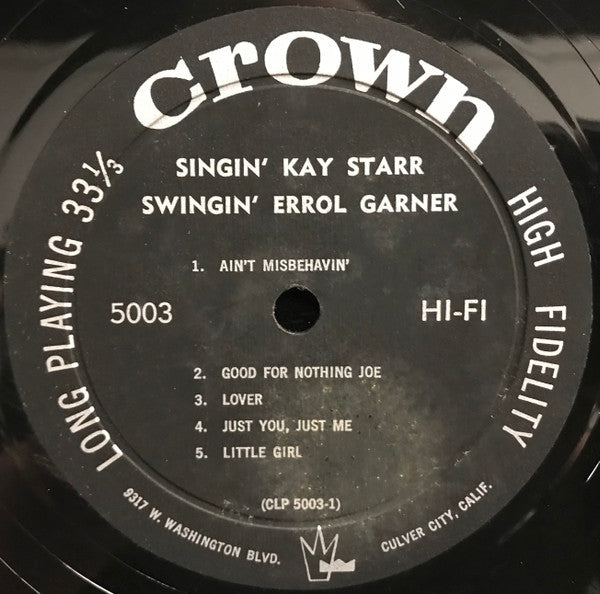 crown
SINGIN' KAY STARR
SWINGIN' ERROL GARNER
1. AIN'T MISBEHAVIN'
5003
HI-FI
2. GOOD FOR NOTHING JOE
3. LOVER
4. JUST YOU, JUST ME
5. LITTLE GIRL
(CLP 5003-1)
LONG PLAYING 33 1/3
HIGH FIDELITY
9317 W. WASHINGTON BLVD.
CULVER CITY, CALIF.